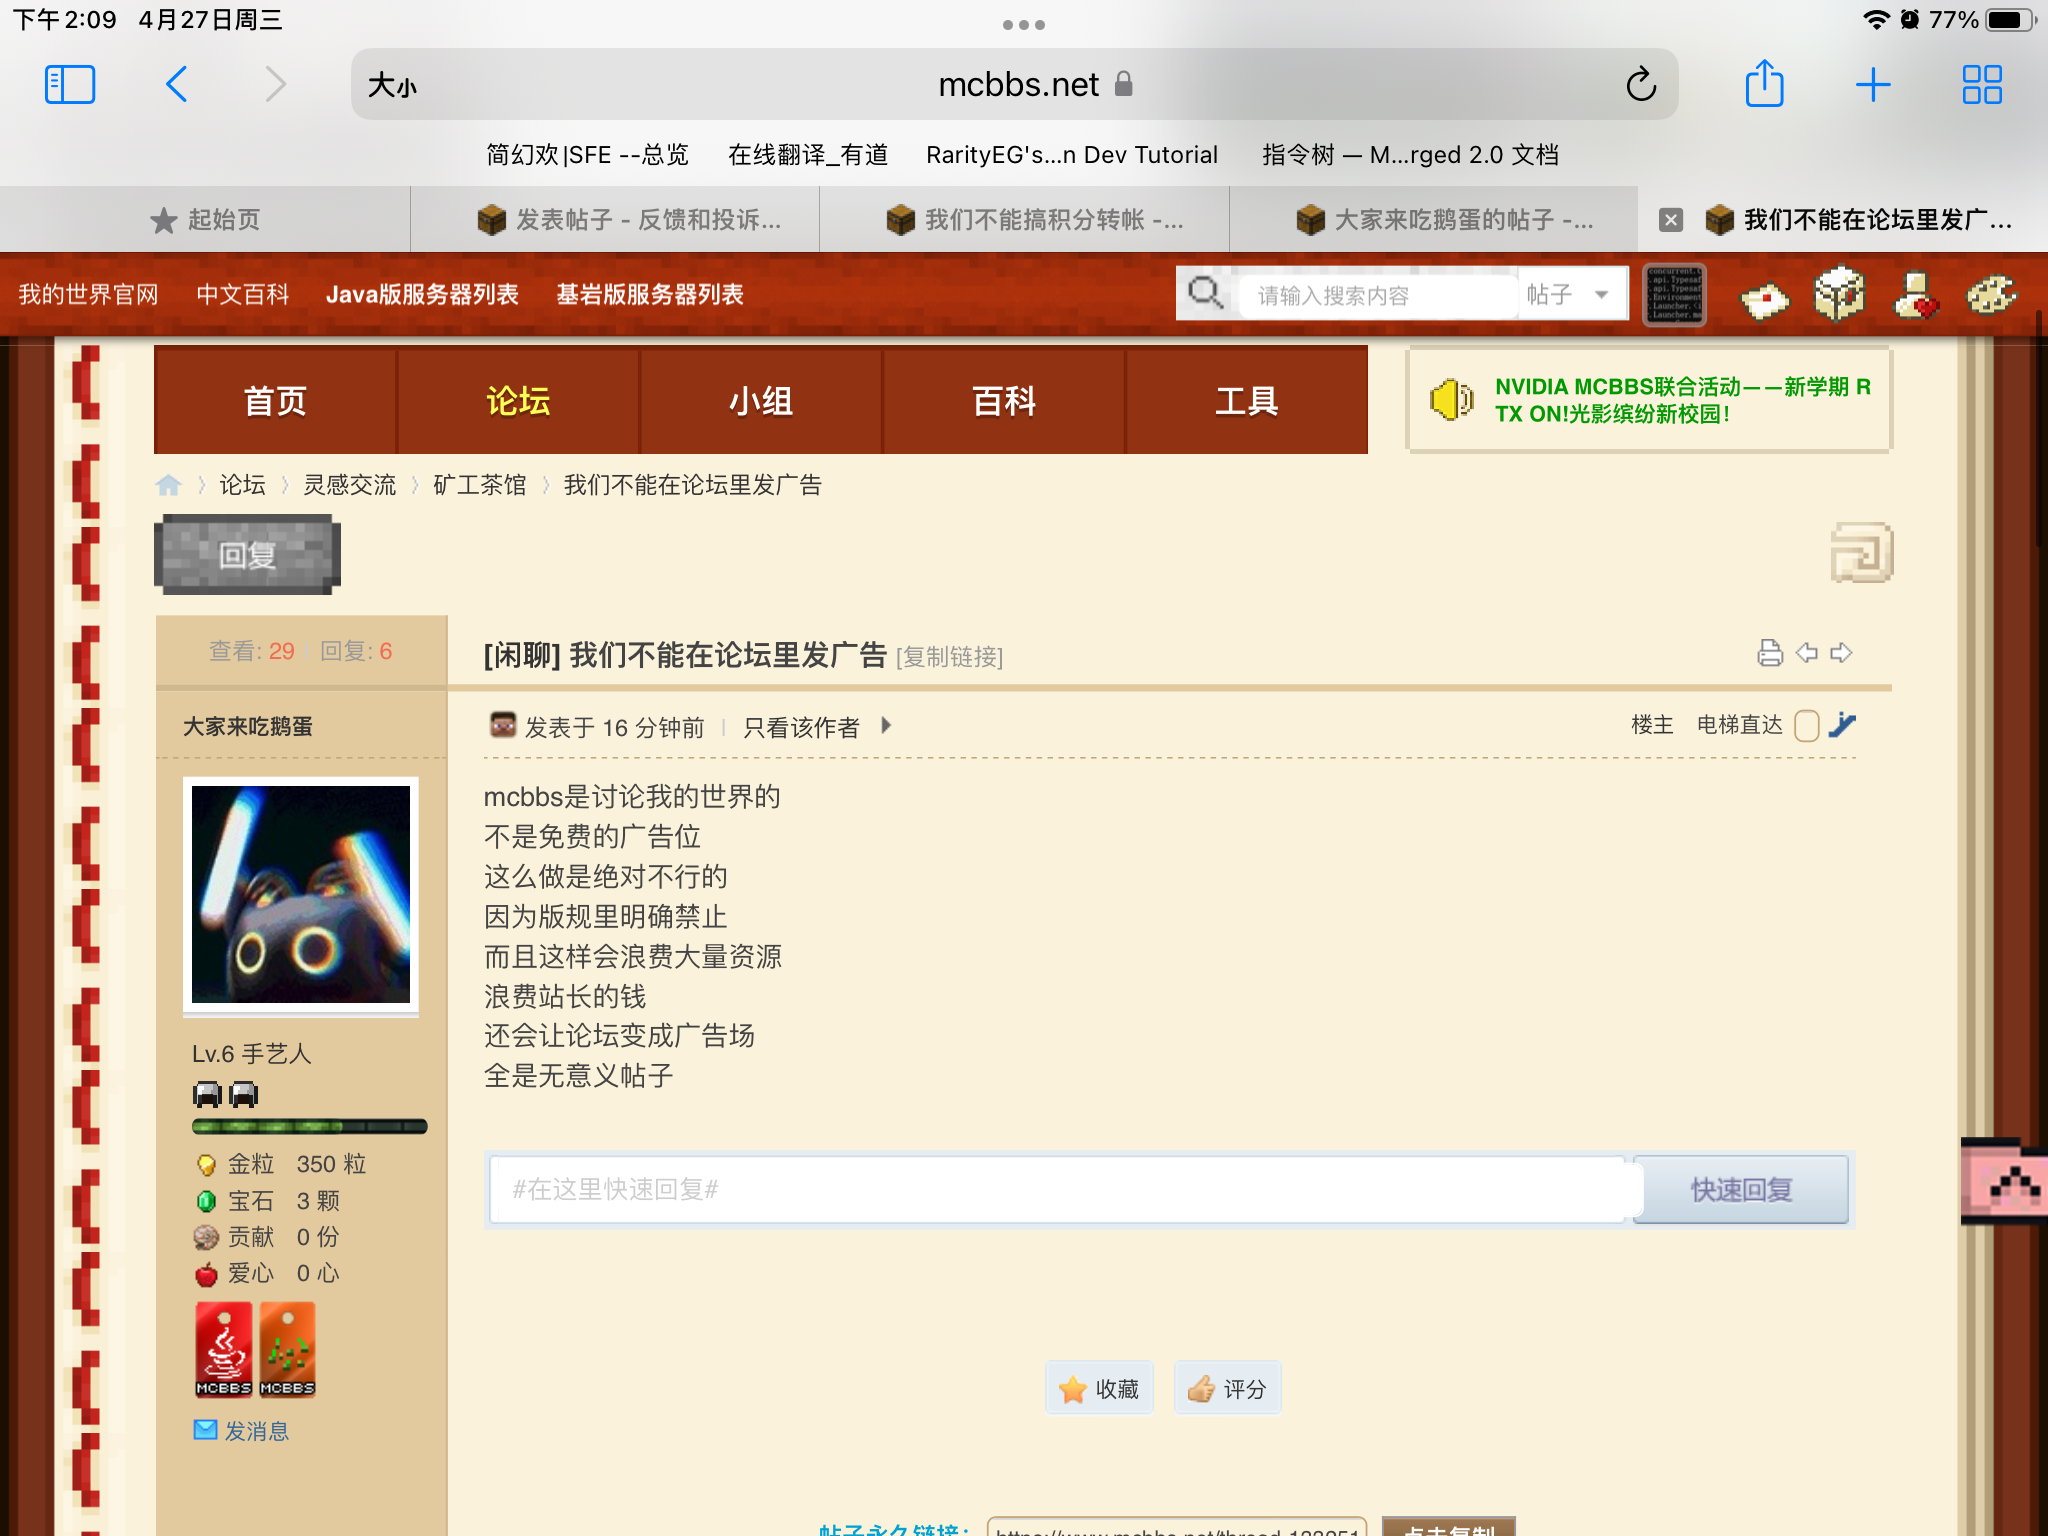 下午2:09 4月27日周三
77%
大小
mcbbs.net
简幻欢|SFE --总览 在线翻译_有道 RarityEG's...n Dev Tutorial 指令树 — M...rged 2.0 文档
起始页 发表帖子 - 反馈和投诉... 我们不能搞积分转帐 -... 大家来吃鹅蛋的帖子 -... 我们不能在论坛里发广...
我的世界官网 中文百科 Java版服务器列表 基岩版服务器列表 请输入搜索内容 帖子
首页 论坛 小组 百科 工具
NVIDIA MCBBS联合活动——新学期 R
TX ON!光影缤纷新校园!
论坛 灵感交流 矿工茶馆 我们不能在论坛里发广告
回复
查看: 29 回复: 6
[闲聊] 我们不能在论坛里发广告 [复制链接]
大家来吃鹅蛋
发表于 16 分钟前 只看该作者
楼主 电梯直达
mcbbs是讨论我的世界的
不是免费的广告位
这么做是绝对不行的
因为版规里明确禁止
而且这样会浪费大量资源
浪费站长的钱
还会让论坛变成广告场
全是无意义帖子
Lv.6 手艺人
金粒 350 粒
宝石 3 颗
贡献 0 份
爱心 0 心
MCBBS MCBBS
发消息
#在这里快速回复# 快速回复
收藏 评分
帖子永久链接: 点击复制